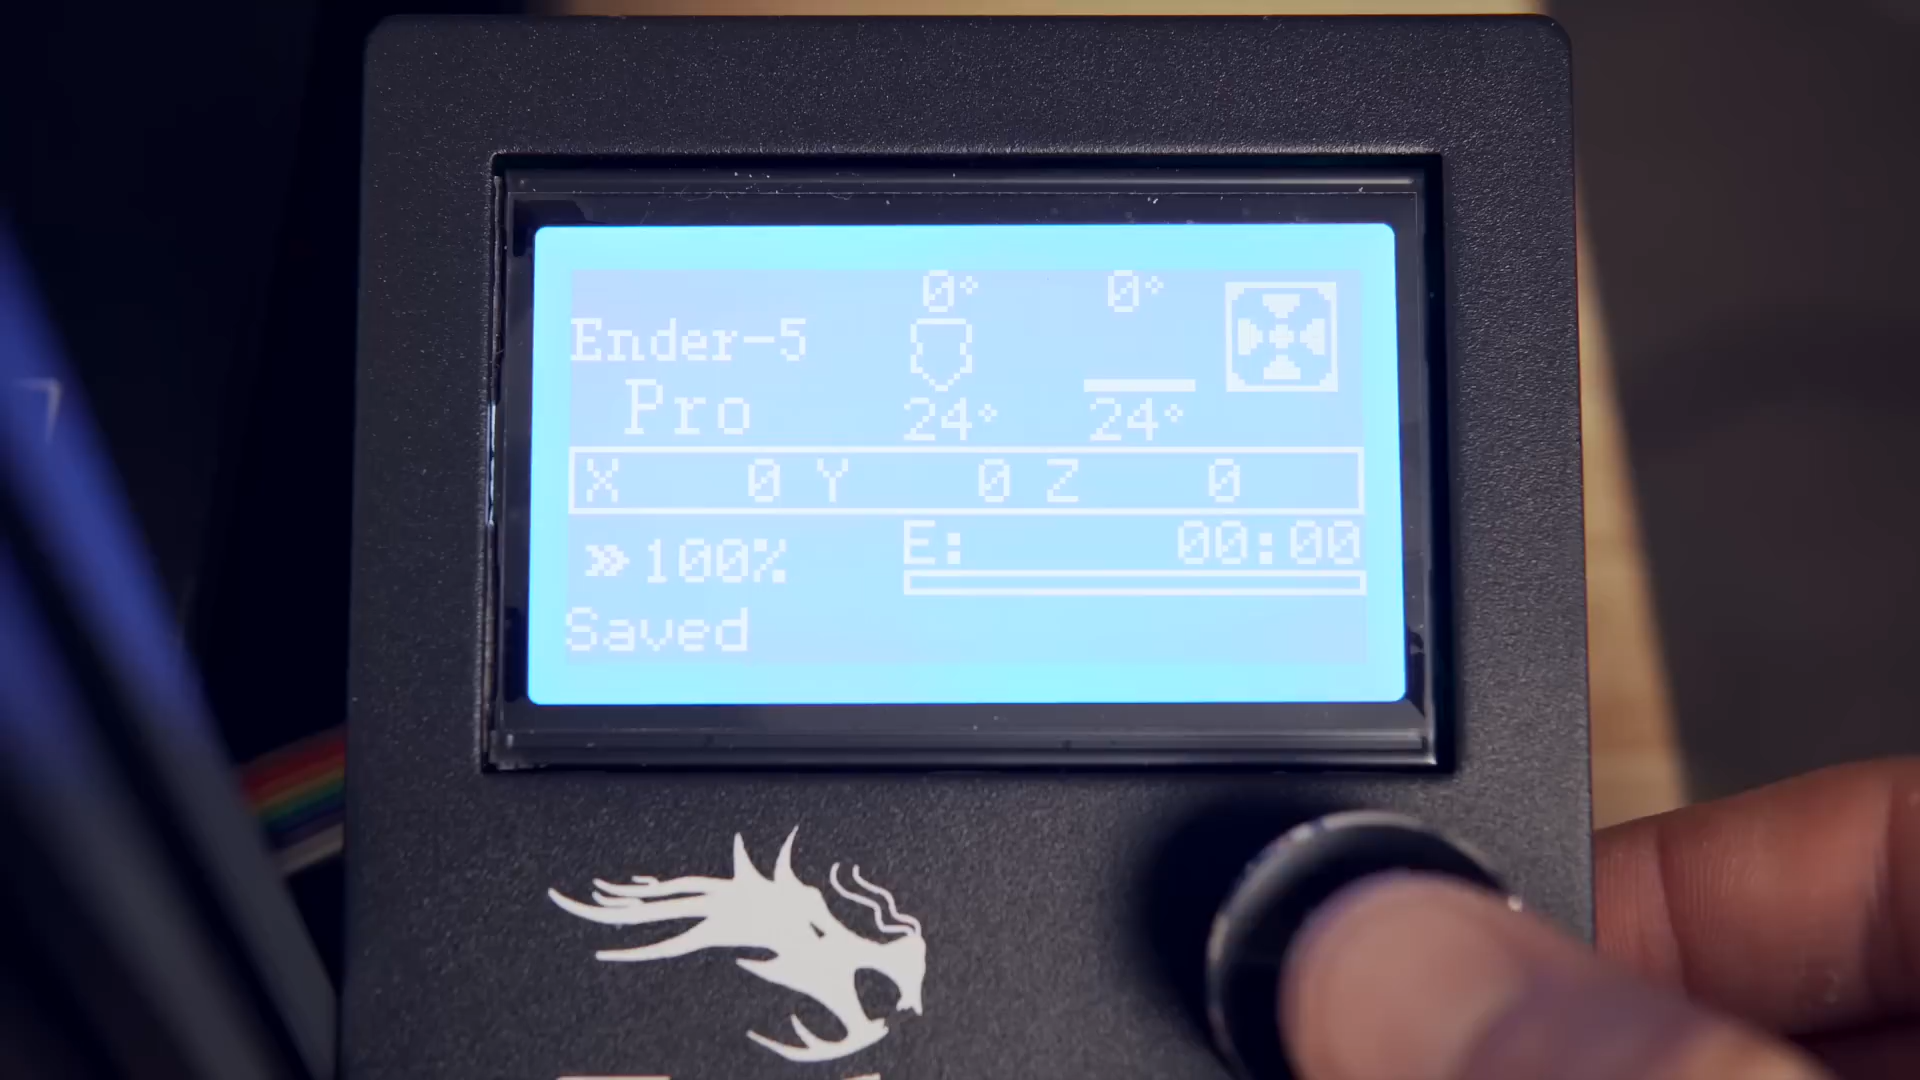 0° 0°
Ender-5
Pro
24° 24°
X 0 Y 0 Z 0
»100% E: 00:00
Saved